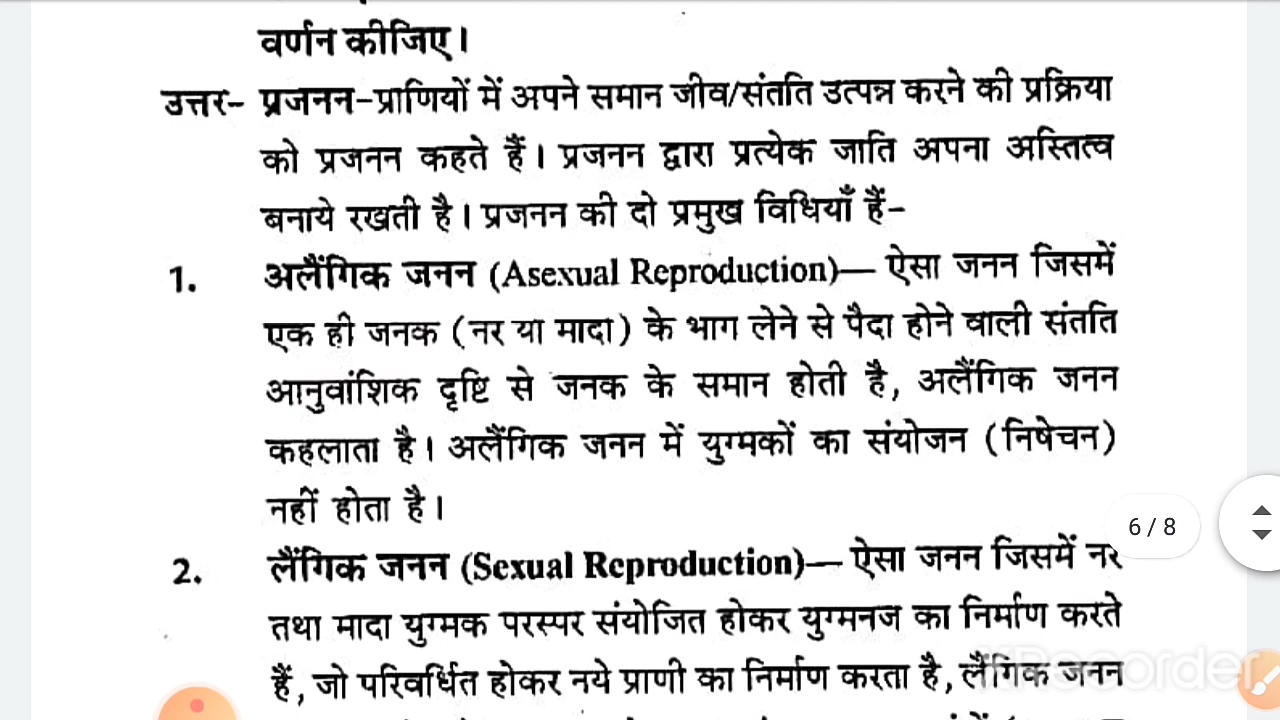 वर्णन कीजिए।
उत्तर- प्रजनन-प्राणियों में अपने समान जीव/संतति उत्पन्न करने की प्रक्रिया
को प्रजनन कहते हैं। प्रजनन द्वारा प्रत्येक जाति अपना अस्तित्व
बनाये रखती है। प्रजनन की दो प्रमुख विधियाँ हैं-
1. अलैंगिक जनन (Asexual Reproduction)— ऐसा जनन जिसमें
एक ही जनक (नर या मादा) के भाग लेने से पैदा होने वाली संतति
आनुवांशिक दृष्टि से जनक के समान होती है, अलैंगिक जनन
कहलाता है। अलैंगिक जनन में युग्मकों का संयोजन (निषेचन)
नहीं होता है।
6 / 8
2. लैंगिक जनन (Sexual Reproduction)— ऐसा जनन जिसमें नर
तथा मादा युग्मक परस्पर संयोजित होकर युग्मनज का निर्माण करते
हैं, जो परिवर्धित होकर नये प्राणी का निर्माण करता है, लैंगिक जनन
Recorder